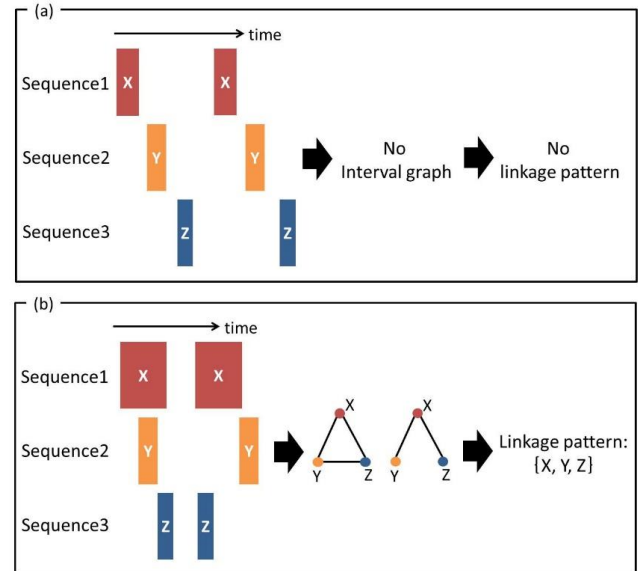 (a)
time
Sequence1
X X
Sequence2
Y Y
No
Interval graph
No
linkage pattern
Sequence3
Z Z
(b)
time
Sequence1
X X
Sequence2
Y Y
X X
Y Z Y Z
Linkage pattern:
{X, Y, Z}
Sequence3
Z Z